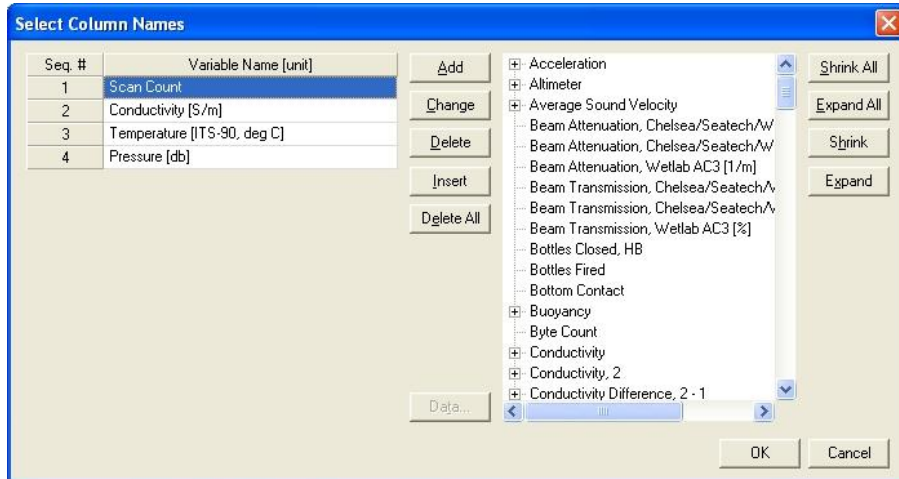 Select Column Names
Seq. # Variable Name [unit]
1 Scan Count
2 Conductivity [S/m]
3 Temperature [ITS-90, deg C]
4 Pressure [db]
Add
Change
Delete
Insert
Delete All
Data...
Acceleration
Altimeter
Average Sound Velocity
Beam Attenuation, Chelsea/Seatech/W
Beam Attenuation, Chelsea/Seatech/W
Beam Attenuation, Wetlab AC3 [1/m]
Beam Transmission, Chelsea/Seatech/
Beam Transmission, Chelsea/Seatech/
Beam Transmission, Wetlab AC3 [%]
Bottles Closed, HB
Bottles Fired
Bottom Contact
Buoyancy
Byte Count
Conductivity
Conductivity, 2
Conductivity Difference, 2 - 1
Shrink All
Expand All
Shrink
Expand
OK
Cancel